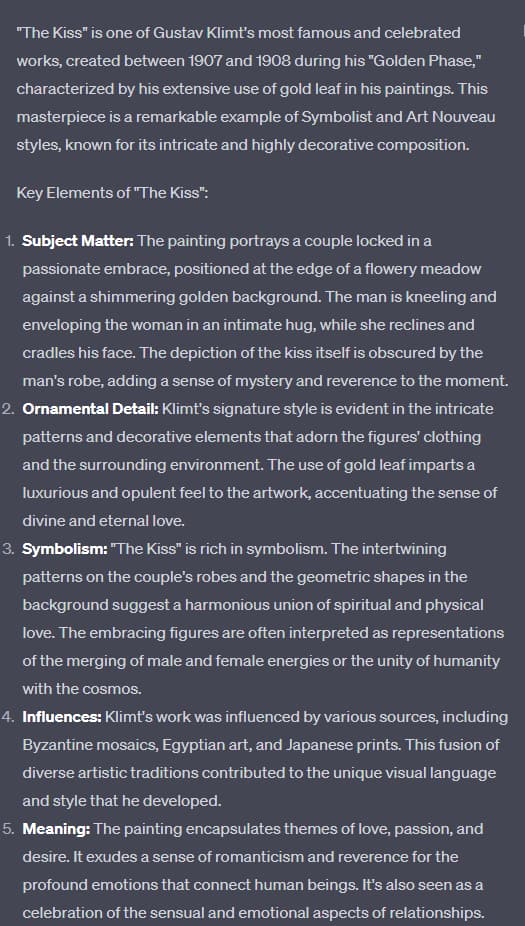 "The Kiss" is one of Gustav Klimt's most famous and celebrated
works, created between 1907 and 1908 during his "Golden Phase,"
characterized by his extensive use of gold leaf in his paintings. This
masterpiece is a remarkable example of Symbolist and Art Nouveau
styles, known for its intricate and highly decorative composition.
Key Elements of "The Kiss":
1. Subject Matter: The painting portrays a couple locked in a
passionate embrace, positioned at the edge of a flowery meadow
against a shimmering golden background. The man is kneeling and
enveloping the woman in an intimate hug, while she reclines and
cradles his face. The depiction of the kiss itself is obscured by the
man's robe, adding a sense of mystery and reverence to the moment.
2. Ornamental Detail: Klimt's signature style is evident in the intricate
patterns and decorative elements that adorn the figures' clothing
and the surrounding environment. The use of gold leaf imparts a
luxurious and opulent feel to the artwork, accentuating the sense of
divine and eternal love.
3. Symbolism: "The Kiss" is rich in symbolism. The intertwining
patterns on the couple's robes and the geometric shapes in the
background suggest a harmonious union of spiritual and physical
love. The embracing figures are often interpreted as representations
of the merging of male and female energies or the unity of humanity
with the cosmos.
4. Influences: Klimt's work was influenced by various sources, including
Byzantine mosaics, Egyptian art, and Japanese prints. This fusion of
diverse artistic traditions contributed to the unique visual language
and style that he developed.
5. Meaning: The painting encapsulates themes of love, passion, and
desire. It exudes a sense of romanticism and reverence for the
profound emotions that connect human beings. It's also seen as a
celebration of the sensual and emotional aspects of relationships.